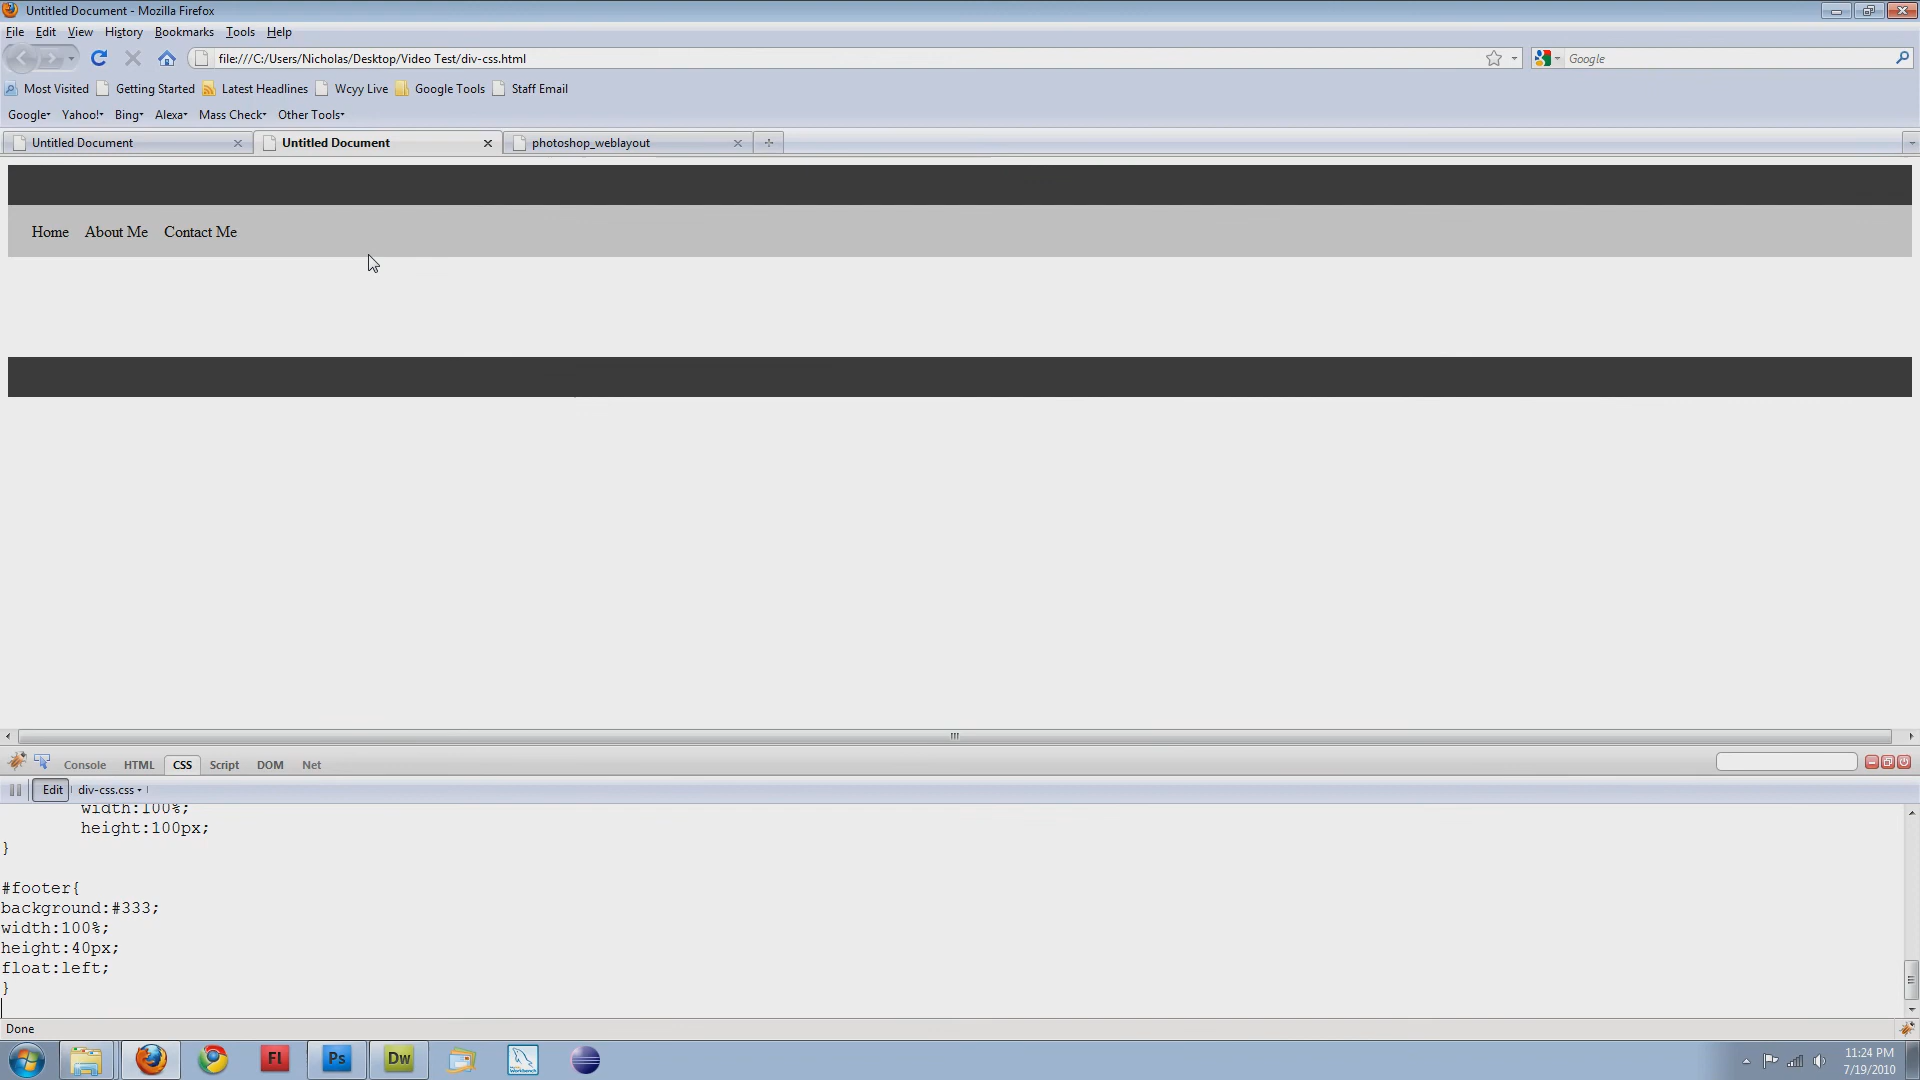 Untitled Document - Mozilla Firefox
File Edit View History Bookmarks Tools Help
file:///C:/Users/Nicholas/Desktop/Video Test/div-css.html
Google
Most Visited Getting Started Latest Headlines Wcyy Live Google Tools Staff Email
Google Yahoo! Bing Alexa Mass Check Other Tools
Untitled Document Untitled Document photoshop_weblayout
Home About Me Contact Me
Console HTML CSS Script DOM Net
Edit div-css.css
width:100%;
height:100px;
}
#footer{
background:#333;
width:100%;
height:40px;
float:left;
}
Done
Fl Ps Dw
11:24 PM
7/19/2010